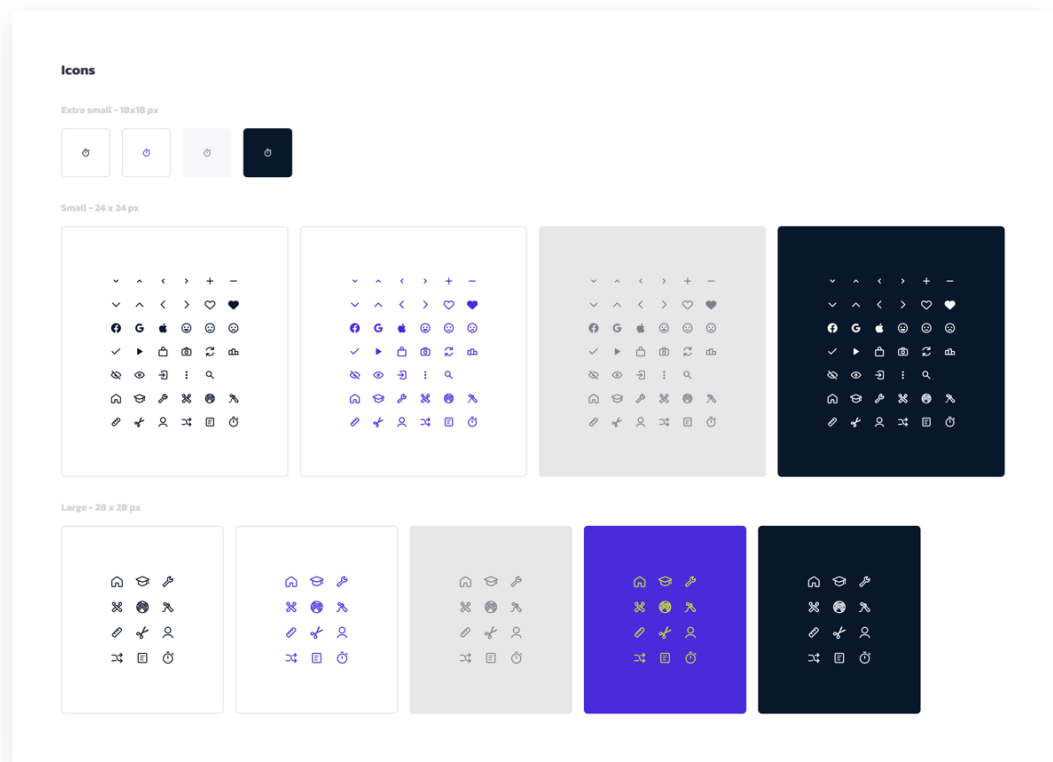 Icons
Extra small - 18x18 px
Small - 24 x 24 px
Large - 28 x 28 px